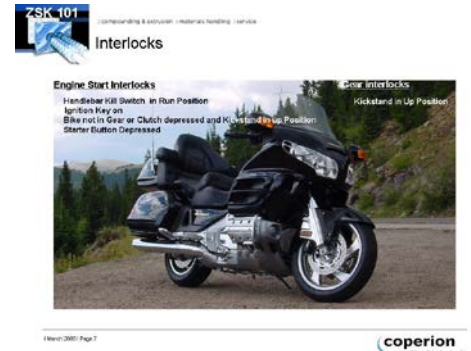 ZSK 101
| compounding & extrusion | materials handling | service
Interlocks
Engine Start Interlocks
Handlebar Kill Switch in Run Position
Ignition Key on
Bike not in Gear or Clutch depressed and Kickstand in up Position
Starter Button Depressed
Gear interlocks
Kickstand in Up Position
Page 7
coperion